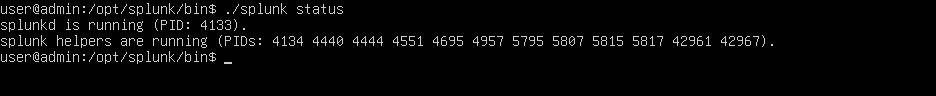 user@admin:/opt/splunk/bin$ ./splunk status
splunkd is running (PID: 4133).
splunk helpers are running (PIDs: 4134 4440 4444 4551 4695 4957 5795 5807 5815 5817 42961 42967).
user@admin:/opt/splunk/bin$ _